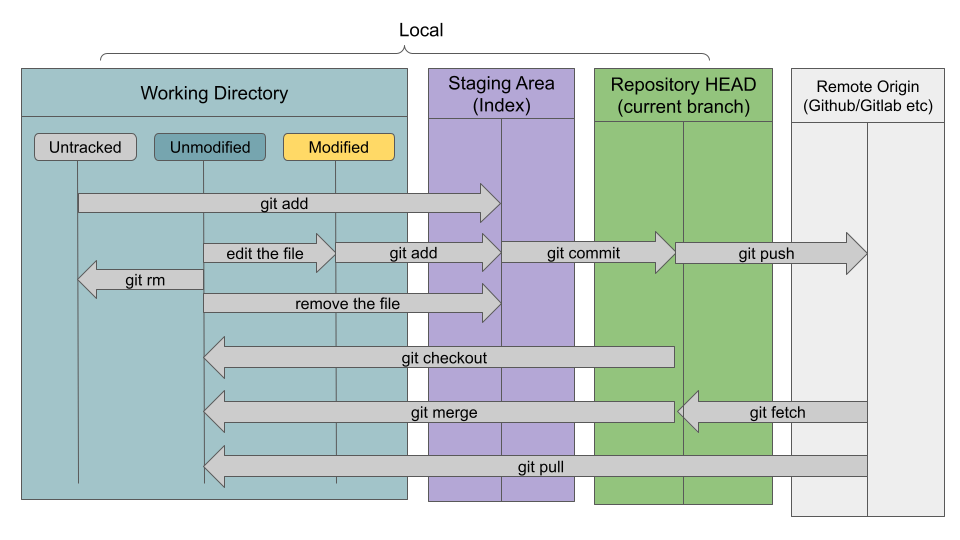 Local
Working Directory
Staging Area
(Index)
Repository HEAD
(current branch)
Remote Origin
(Github/Gitlab etc)
Untracked
Unmodified
Modified
git add
edit the file
git add
git commit
git push
git rm
remove the file
git checkout
git merge
git fetch
git pull